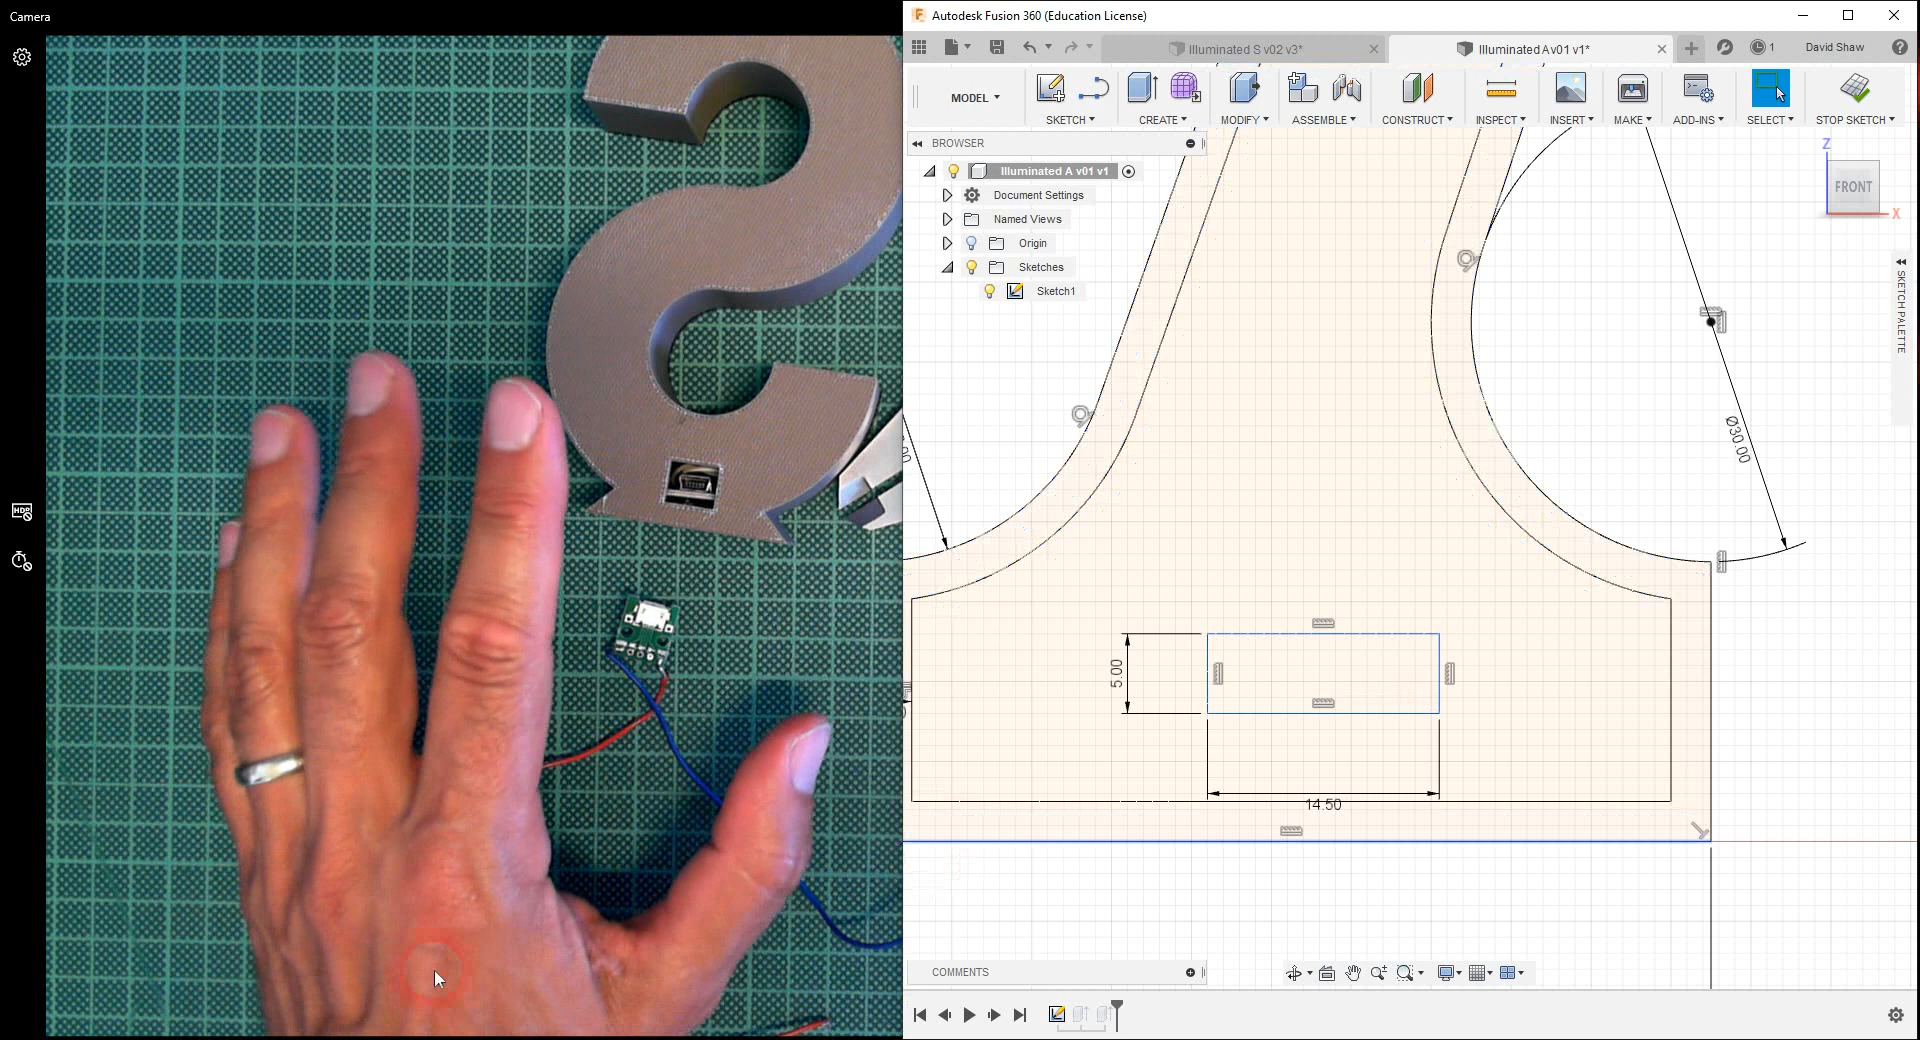 Camera
HDR
Autodesk Fusion 360 (Education License)
Illuminated S v02 v3*
Illuminated A v01 v1*
1
David Shaw
MODEL
SKETCH
CREATE
MODIFY
ASSEMBLE
CONSTRUCT
INSPECT
INSERT
MAKE
ADD-INS
SELECT
STOP SKETCH
BROWSER
Illuminated A v01 v1
Document Settings
Named Views
Origin
Sketches
Sketch1
Z
FRONT
X
SKETCH PALETTE
Ø30.00
5.00
14.50
COMMENTS